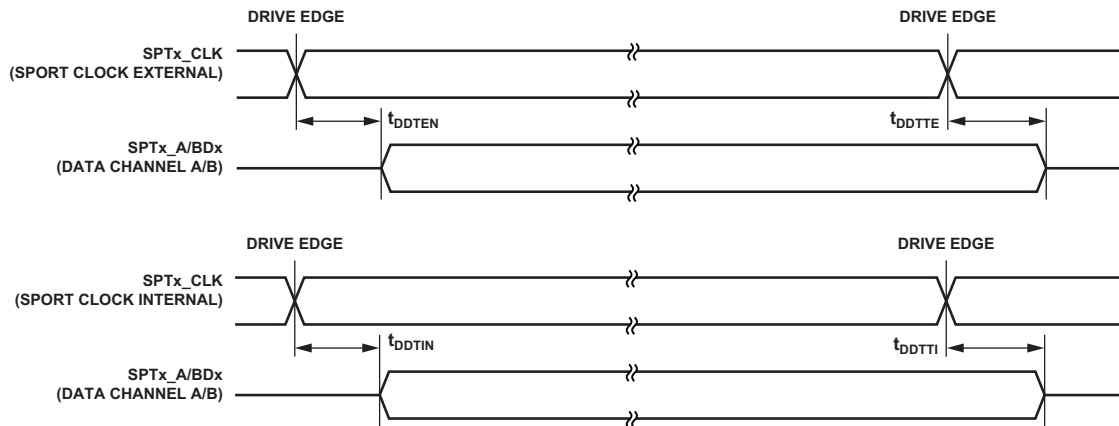 DRIVE EDGE DRIVE EDGE
SPTx_CLK
(SPORT CLOCK EXTERNAL)
tDDTEN tDDTTE
SPTx_A/BDx
(DATA CHANNEL A/B)
DRIVE EDGE DRIVE EDGE
SPTx_CLK
(SPORT CLOCK INTERNAL)
tDDTIN tDDTTI
SPTx_A/BDx
(DATA CHANNEL A/B)